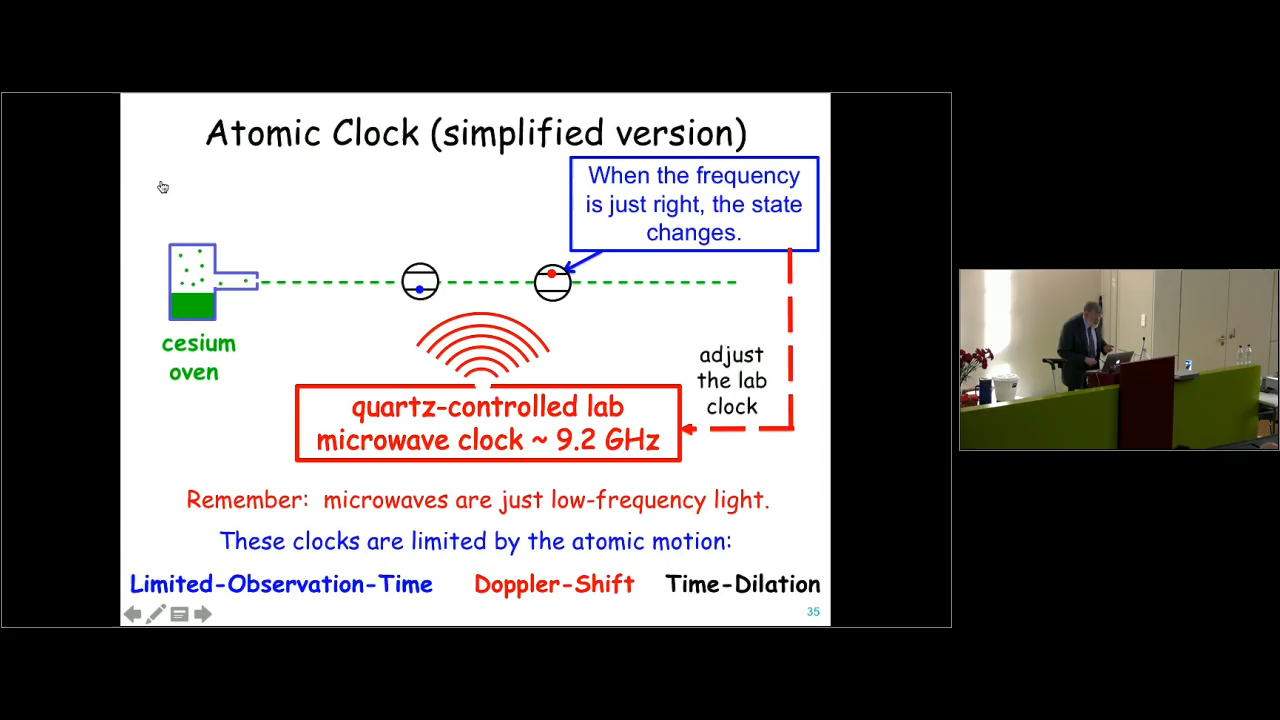 Atomic Clock (simplified version)
When the frequency
is just right, the state
changes.
cesium
oven
adjust
the lab
clock
quartz-controlled lab
microwave clock ~ 9.2 GHz
Remember: microwaves are just low-frequency light.
These clocks are limited by the atomic motion:
Limited-Observation-Time Doppler-Shift Time-Dilation
35